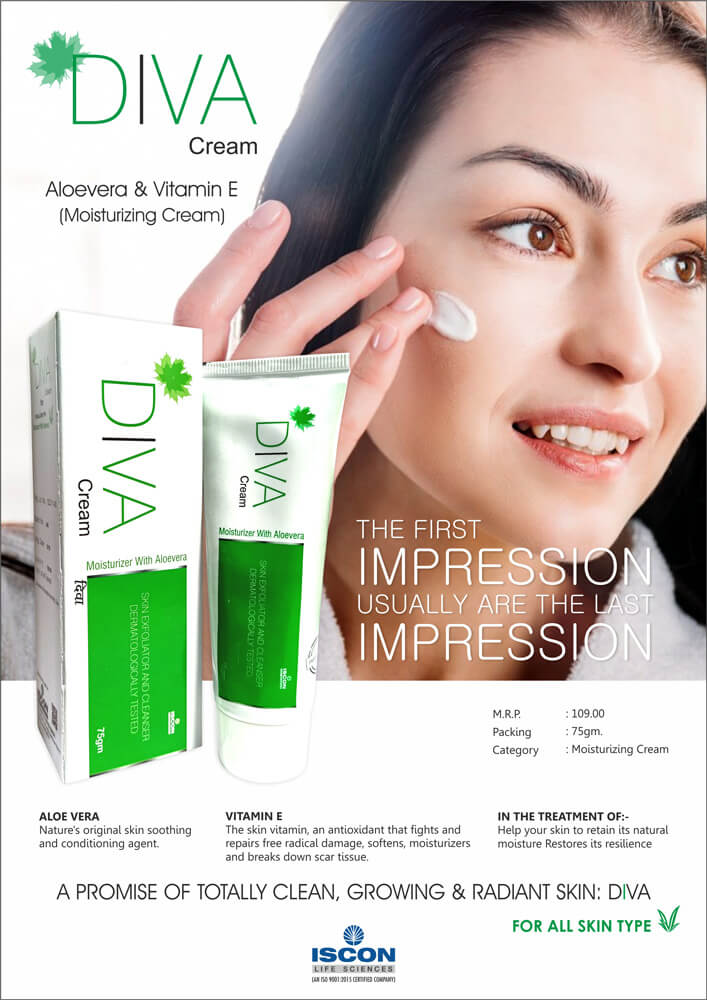 DIVA
Cream
Aloevera & Vitamin E
(Moisturizing Cream)
DIVA
Cream
Moisturizer With Aloevera
दिवा
SKIN EXFOLIATOR AND CLEANSER
DERMATOLOGICALLY TESTED
ISCON
75gm
DIVA
Cream
Moisturizer With Aloevera
SKIN EXFOLIATOR AND CLEANSER
DERMATOLOGICALLY TESTED
ISCON
THE FIRST
IMPRESSION
USUALLY ARE THE LAST
IMPRESSION
M.R.P. : 109.00
Packing : 75gm.
Category : Moisturizing Cream
ALOE VERA
Nature's original skin soothing
and conditioning agent.
VITAMIN E
The skin vitamin, an antioxidant that fights and
repairs free radical damage, softens, moisturizers
and breaks down scar tissue.
IN THE TREATMENT OF:-
Help your skin to retain its natural
moisture Restores its resilience
A PROMISE OF TOTALLY CLEAN, GROWING & RADIANT SKIN: DIVA
FOR ALL SKIN TYPE
ISCON
LIFE SCIENCES
(AN ISO 9001:2015 CERTIFIED COMPANY)